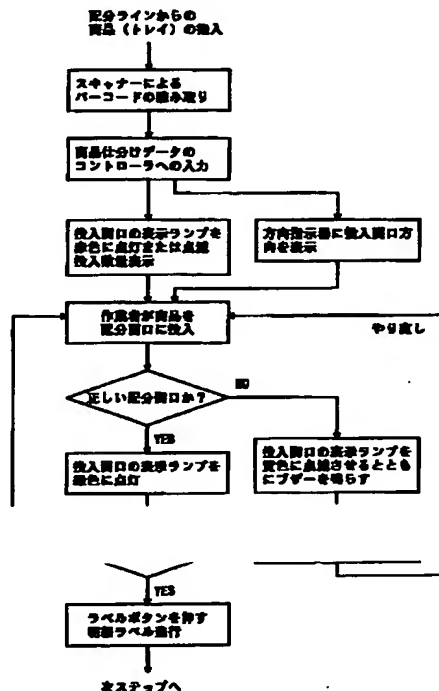 配分ラインからの
商品（トレイ）の投入
スキャナーによる
バーコードの読み取り
商品仕分けデータの
コントローラへの入力
投入間口の表示ランプを
赤色に点灯または点滅
投入数量表示
方向指示器に投入間口方
向を表示
作業者が商品を
配分間口に投入
やり直し
正しい配分間口か？
NO
YES
投入間口の表示ランプを
緑色に点灯
投入間口の表示ランプを
黄色に点滅させるととも
にブザーを鳴らす
YES
ラベルボタンを押す
明細ラベル発行
次ステップへ